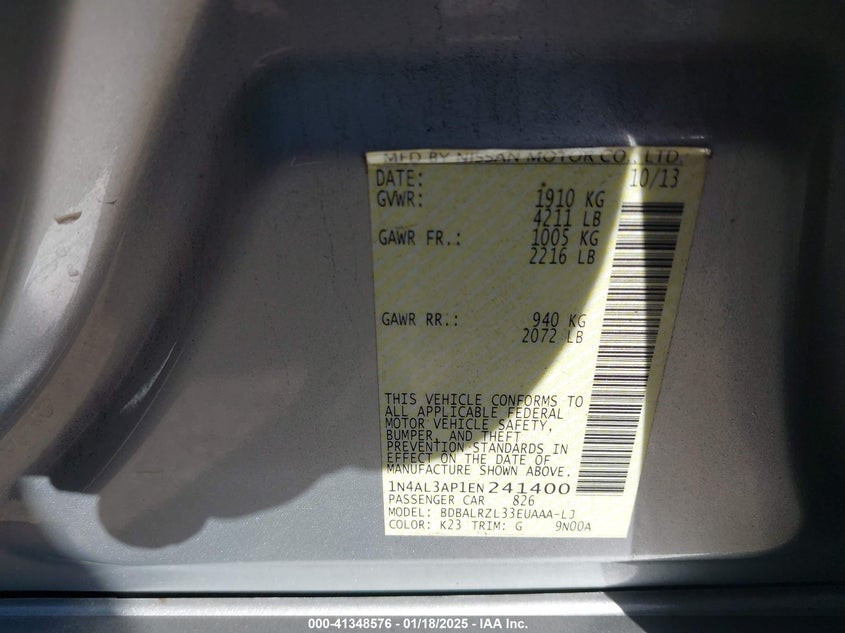 MFD BY NISSAN MOTOR CO., LTD.
DATE: 10/13
GVWR: 1910 KG
4211 LB
GAWR FR.: 1005 KG
2216 LB
GAWR RR.: 940 KG
2072 LB
THIS VEHICLE CONFORMS TO
ALL APPLICABLE FEDERAL
MOTOR VEHICLE SAFETY,
BUMPER, AND THEFT
PREVENTION STANDARDS IN
EFFECT ON THE DATE OF
MANUFACTURE SHOWN ABOVE.
1N4AL3AP1EN241400
PASSENGER CAR 826
MODEL: BDBALRZL33EUAAA-LJ
COLOR: K23 TRIM: G 9N00A
000-41348576 - 01/18/2025 - IAA Inc.